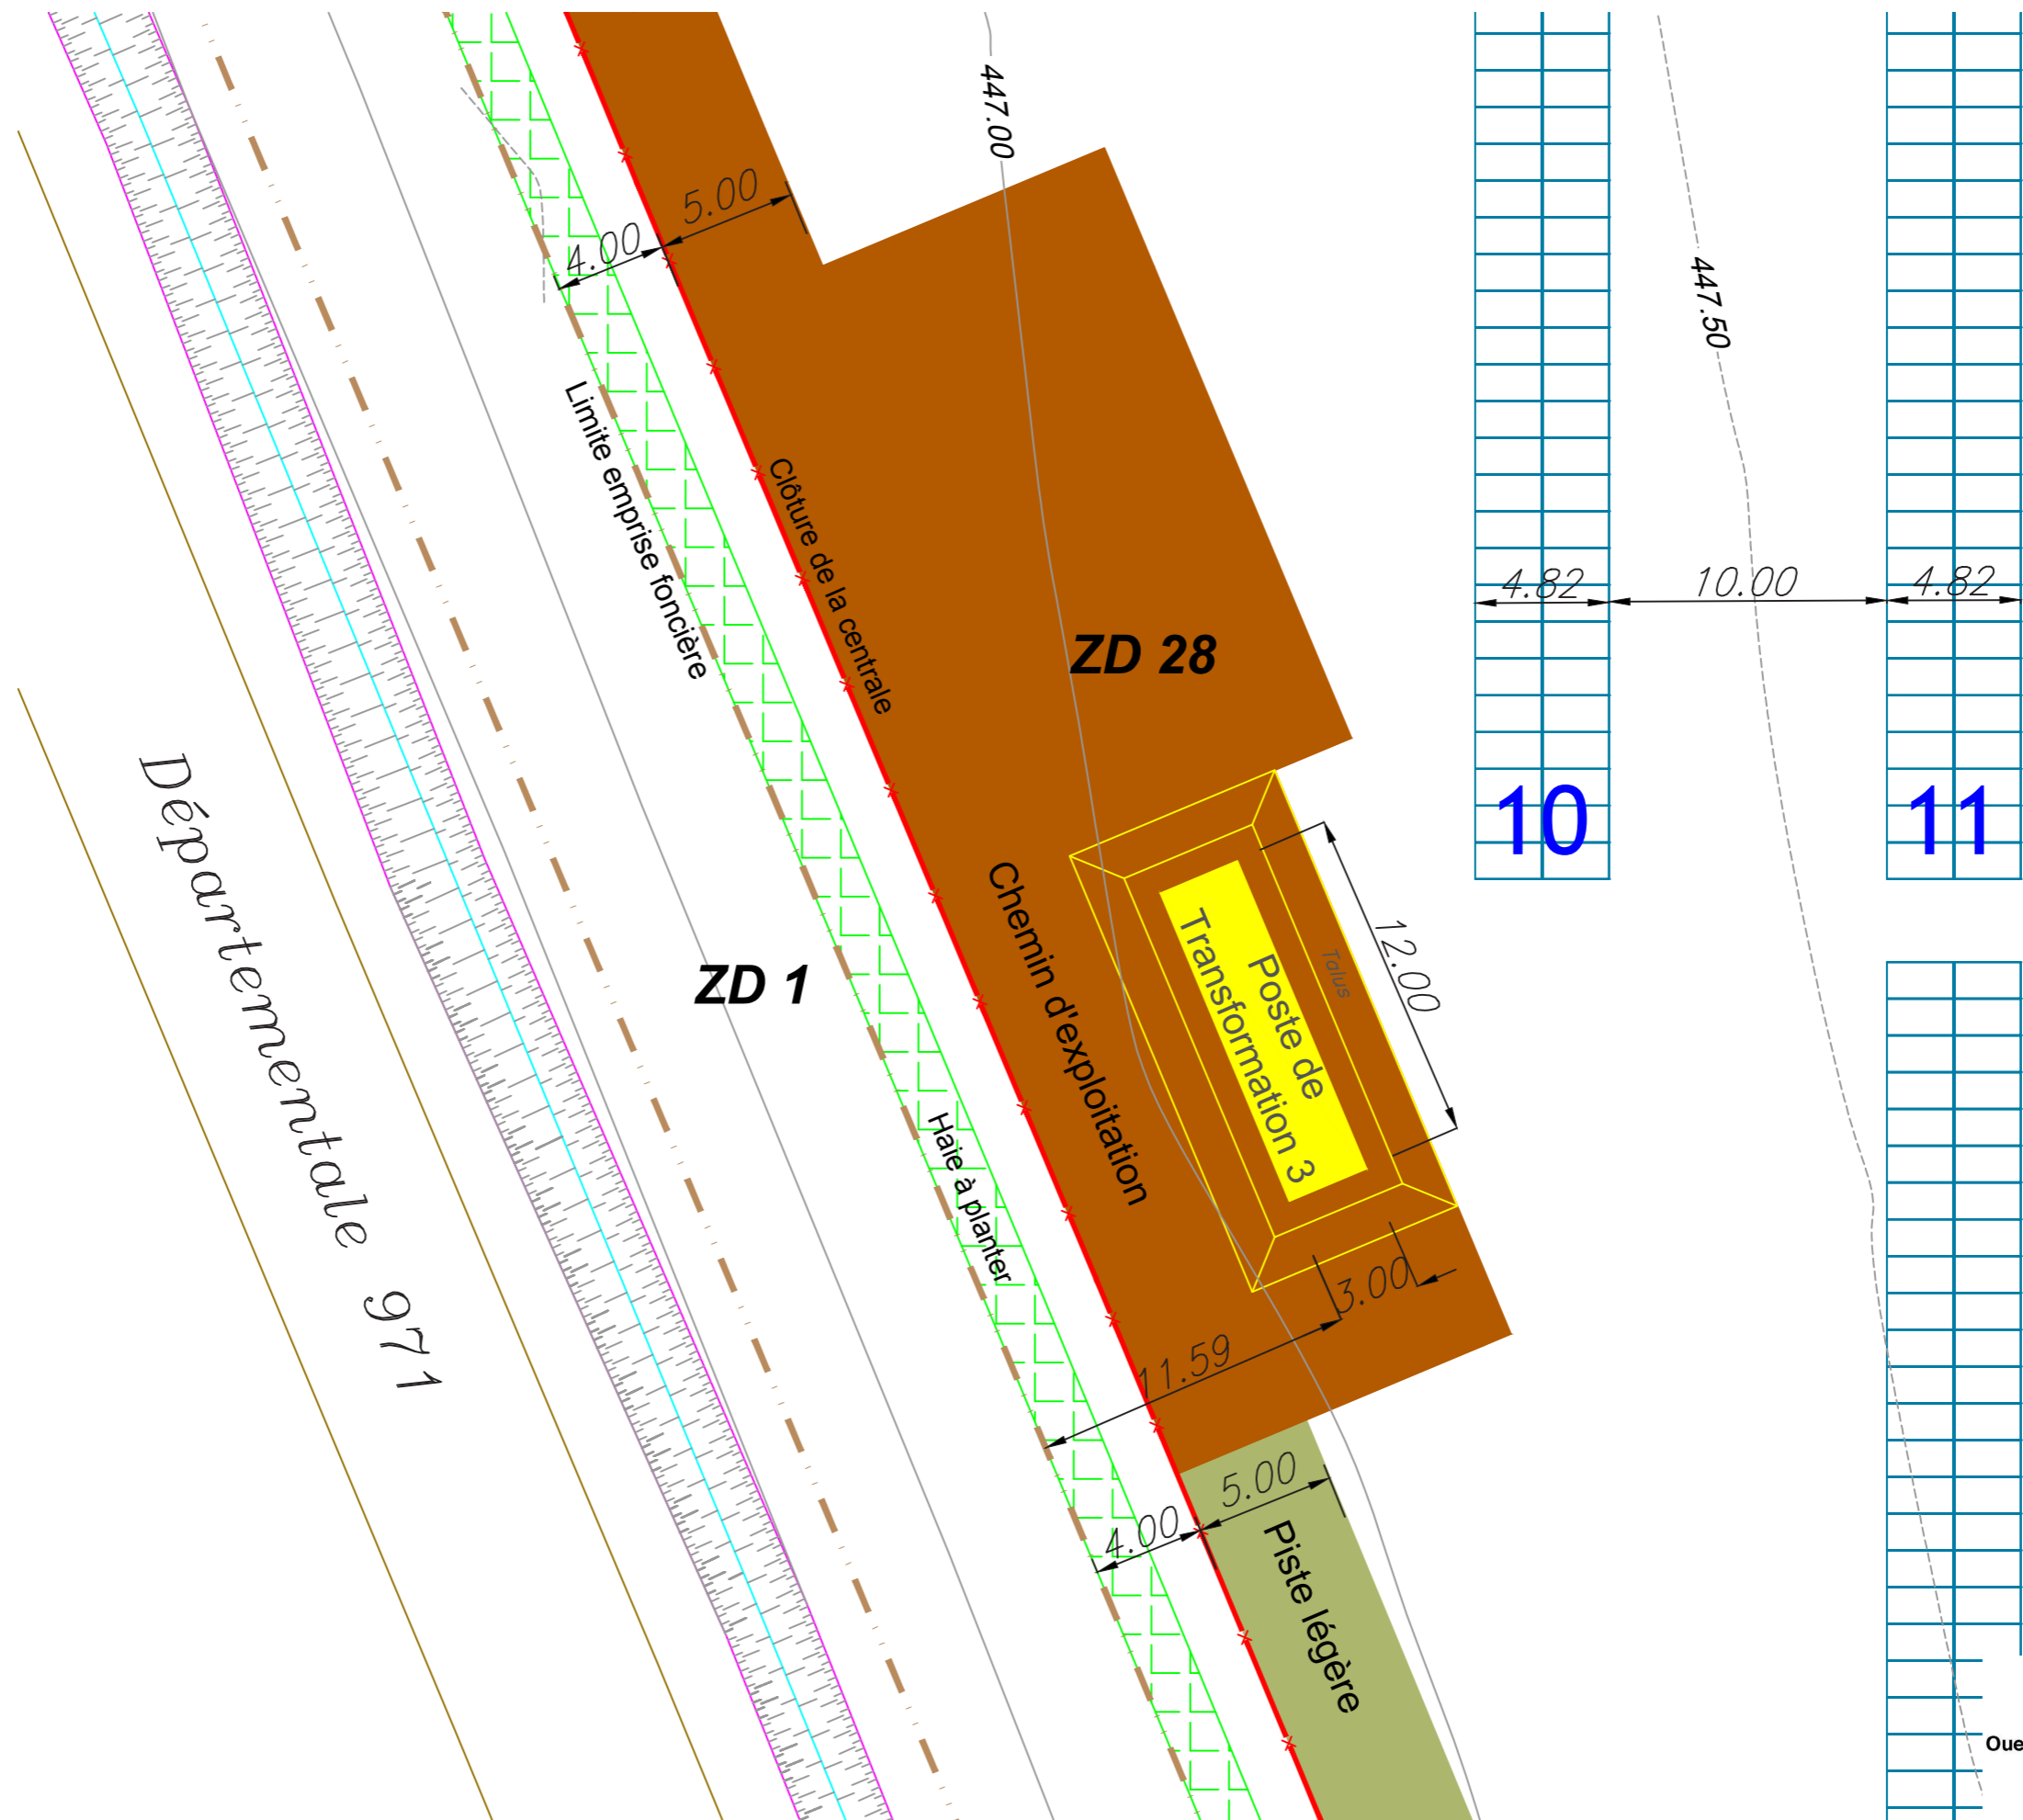 447.00
5.00
4.00
447.50
Limite emprise foncière
Clôture de la centrale
4.82
10.00
4.82
ZD 28
10
11
Départementale 971
Chemin d'exploitation
ZD 1
12.00
Talus
Poste de
Transformation 3
Haie à planter
3.00
11.59
5.00
4.00
Piste légère
Oue